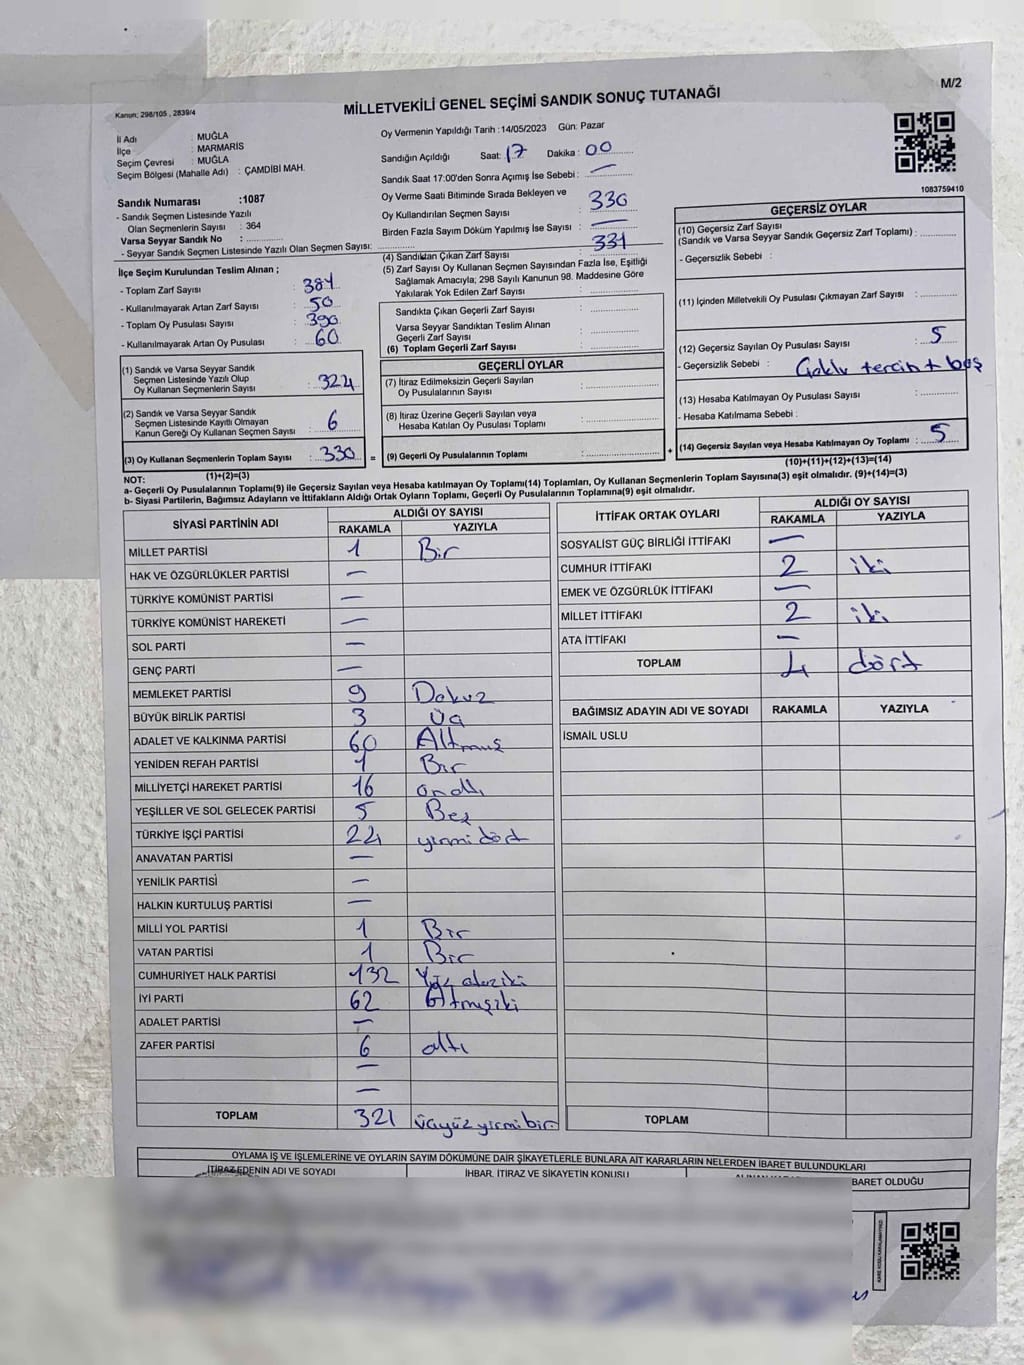 M/2
Kanun: 298/105 , 2839/4
MİLLETVEKİLİ GENEL SEÇİMİ SANDIK SONUÇ TUTANAĞI
İl Adı : MUĞLA
İlçe : MARMARİS
Seçim Çevresi : MUĞLA
Seçim Bölgesi (Mahalle Adı) : ÇAMDİBİ MAH.
Sandık Numarası :1087
- Sandık Seçmen Listesinde Yazılı
Olan Seçmenlerin Sayısı : 364
Varsa Seyyar Sandık No :
- Seyyar Sandık Seçmen Listesinde Yazılı Olan Seçmen Sayısı:
Oy Vermenin Yapıldığı Tarih :14/05/2023 Gün: Pazar
Sandığın Açıldığı Saat: 17 Dakika : 00
Sandık Saat 17:00'den Sonra Açımış İse Sebebi : —
Oy Verme Saati Bitiminde Sırada Bekleyen ve
Oy Kullandırılan Seçmen Sayısı : 330
Birden Fazla Sayım Döküm Yapılmış İse Sayısı : —
1083759410
İlçe Seçim Kurulundan Teslim Alınan ;
- Toplam Zarf Sayısı : 384
- Kullanılmayarak Artan Zarf Sayısı : 50
- Toplam Oy Pusulası Sayısı : 390
- Kullanılmayarak Artan Oy Pusulası : 60
(1) Sandık ve Varsa Seyyar Sandık
Seçmen Listesinde Yazılı Olup
Oy Kullanan Seçmenlerin Sayısı : 324
(2) Sandık ve Varsa Seyyar Sandık
Seçmen Listesinde Kayıtlı Olmayan
Kanun Gereği Oy Kullanan Seçmen Sayısı : 6
(3) Oy Kullanan Seçmenlerin Toplam Sayısı : 330
(1)+(2)=(3)
(4) Sandıktan Çıkan Zarf Sayısı : 331
(5) Zarf Sayısı Oy Kullanan Seçmen Sayısından Fazla İse, Eşitliği
Sağlamak Amacıyla; 298 Sayılı Kanunun 98. Maddesine Göre
Yakılarak Yok Edilen Zarf Sayısı :
Sandıkta Çıkan Geçerli Zarf Sayısı :
Varsa Seyyar Sandıktan Teslim Alınan
Geçerli Zarf Sayısı :
(6) Toplam Geçerli Zarf Sayısı :
GEÇERLİ OYLAR
(7) İtiraz Edilmeksizin Geçerli Sayılan
Oy Pusulalarının Sayısı :
(8) İtiraz Üzerine Geçerli Sayılan veya
Hesaba Katılan Oy Pusulası Toplamı :
= (9) Geçerli Oy Pusulalarının Toplamı :
GEÇERSİZ OYLAR
(10) Geçersiz Zarf Sayısı
(Sandık ve Varsa Seyyar Sandık Geçersiz Zarf Toplamı) :
- Geçersizlik Sebebi :
(11) İçinden Milletvekili Oy Pusulası Çıkmayan Zarf Sayısı :
(12) Geçersiz Sayılan Oy Pusulası Sayısı : 5
- Geçersizlik Sebebi : tercih + boş
(13) Hesaba Katılmayan Oy Pusulası Sayısı :
- Hesaba Katılmama Sebebi :
+ (14) Geçersiz Sayılan veya Hesaba Katılmayan Oy Toplamı : 5
(10)+(11)+(12)+(13)=(14)
NOT:
a- Geçerli Oy Pusulalarının Toplamı(9) ile Geçersiz Sayılan veya Hesaba katılmayan Oy Toplamı(14) Toplamları, Oy Kullanan Seçmenlerin Toplam Sayısına(3) eşit olmalıdır. (9)+(14)=(3)
b- Siyasi Partilerin, Bağımsız Adayların ve İttifakların Aldığı Ortak Oyların Toplamı, Geçerli Oy Pusulalarının Toplamına(9) eşit olmalıdır.
SİYASİ PARTİNİN ADI ALDIĞI OY SAYISI
RAKAMLA YAZIYLA
MİLLET PARTİSİ 1 Bir
HAK VE ÖZGÜRLÜKLER PARTİSİ —
TÜRKİYE KOMÜNİST PARTİSİ —
TÜRKİYE KOMÜNİST HAREKETİ —
SOL PARTİ —
GENÇ PARTİ —
MEMLEKET PARTİSİ 9 Dokuz
BÜYÜK BİRLİK PARTİSİ 3 Üç
ADALET VE KALKINMA PARTİSİ 60 Altmış
YENİDEN REFAH PARTİSİ 1 Bir
MİLLİYETÇİ HAREKET PARTİSİ 16 onaltı
YEŞİLLER VE SOL GELECEK PARTİSİ 5 Beş
TÜRKİYE İŞÇİ PARTİSİ 24 yirmi dört
ANAVATAN PARTİSİ —
YENİLİK PARTİSİ —
HALKIN KURTULUŞ PARTİSİ —
MİLLİ YOL PARTİSİ 1 Bir
VATAN PARTİSİ 1 Bir
CUMHURİYET HALK PARTİSİ 132 Yüz otuziki
İYİ PARTİ 62 Altmışiki
ADALET PARTİSİ —
ZAFER PARTİSİ 6 altı
—
—
TOPLAM 321 üçyüz yirmi bir
İTTİFAK ORTAK OYLARI ALDIĞI OY SAYISI
RAKAMLA YAZIYLA
SOSYALİST GÜÇ BİRLİĞİ İTTİFAKI —
CUMHUR İTTİFAKI 2 iki
EMEK VE ÖZGÜRLÜK İTTİFAKI —
MİLLET İTTİFAKI 2 iki
ATA İTTİFAKI —
TOPLAM 4 dört
BAĞIMSIZ ADAYIN ADI VE SOYADI RAKAMLA YAZIYLA
İSMAİL USLU
TOPLAM
OYLAMA İŞ VE İŞLEMLERİNE VE OYLARIN SAYIM DÖKÜMÜNE DAİR ŞİKAYETLERLE BUNLARA AİT KARARLARIN NELERDEN İBARET BULUNDUKLARI
İTİRAZ EDENİN ADI VE SOYADI İHBAR, İTİRAZ VE ŞİKAYETİN KONUSU BARET OLDUĞU